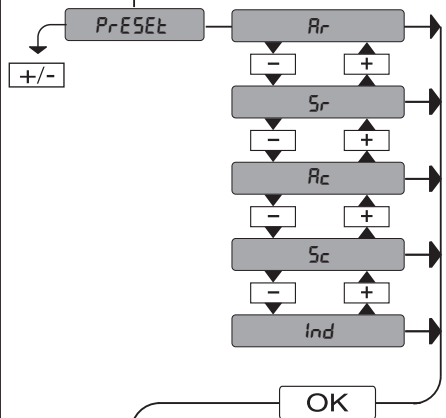 PrESEt Ar
+/- - +
Sr
- +
Ac
- +
Sc
- +
Ind
OK